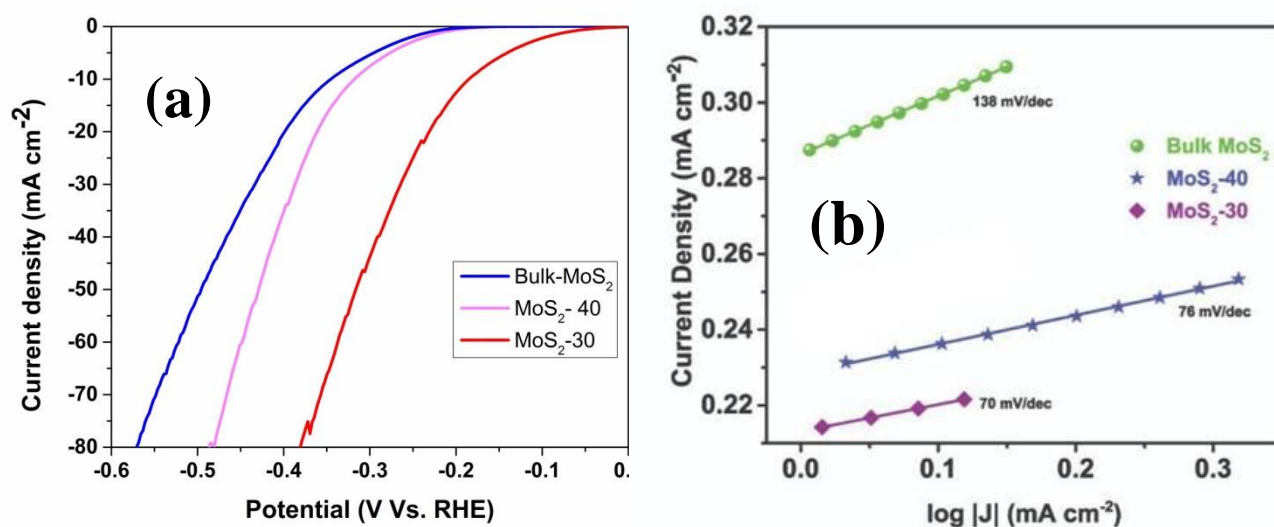 (a)
Current density (mA cm⁻²)
0
-10
-20
-30
-40
-50
-60
-70
-80
Bulk-MoS₂
MoS₂- 40
MoS₂-30
-0.6 -0.5 -0.4 -0.3 -0.2 -0.1 0.
Potential (V Vs. RHE)
(b)
Current Density (mA cm⁻²)
0.32
0.30
0.28
0.26
0.24
0.22
138 mV/dec
Bulk MoS₂
MoS₂-40
MoS₂-30
76 mV/dec
70 mV/dec
0.0 0.1 0.2 0.3
log |J| (mA cm⁻²)